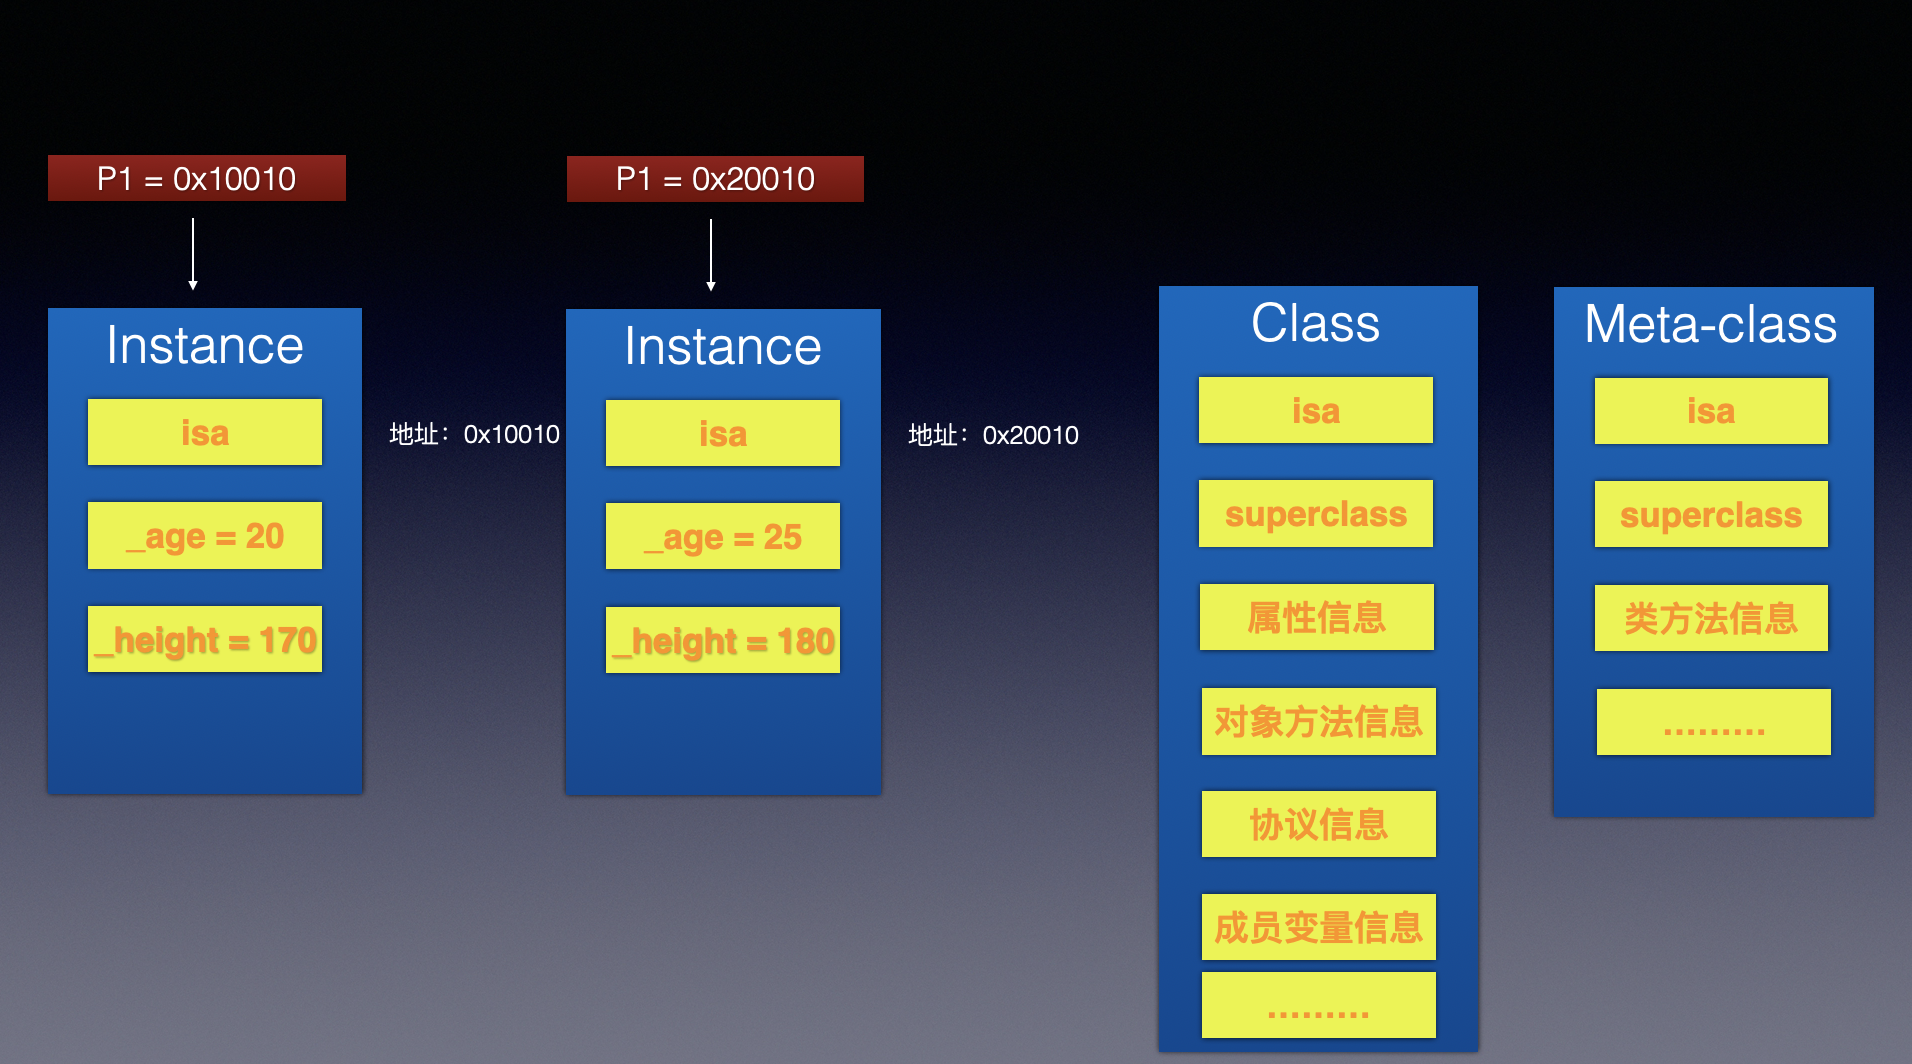 P1 = 0x10010
Instance
isa
_age = 20
_height = 170
地址：0x10010
P1 = 0x20010
Instance
isa
_age = 25
_height = 180
地址：0x20010
Class
isa
superclass
属性信息
对象方法信息
协议信息
成员变量信息
.........
Meta-class
isa
superclass
类方法信息
.........